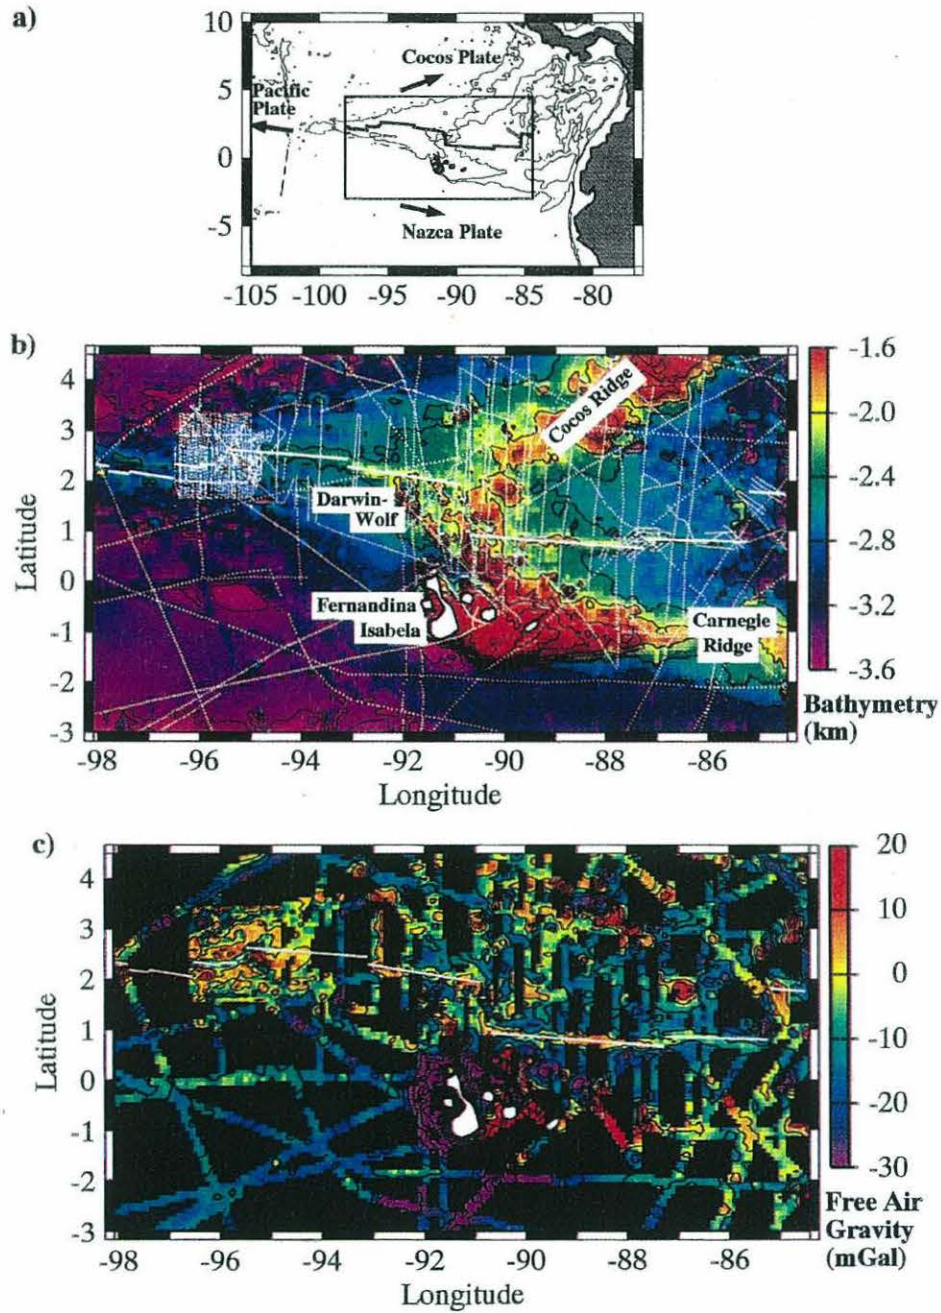 a)
10
5
0
-5
Cocos Plate
Pacific
Plate
Nazca Plate
-105 -100 -95 -90 -85 -80
b)
4
3
2
1
0
-1
-2
-3
Latitude
Cocos Ridge
Darwin-
Wolf
Fernandina
Isabela
Carnegie
Ridge
-98 -96 -94 -92 -90 -88 -86
Longitude
-1.6
-2.0
-2.4
-2.8
-3.2
-3.6
Bathymetry
(km)
c)
4
3
2
1
0
-1
-2
-3
Latitude
-98 -96 -94 -92 -90 -88 -86
Longitude
20
10
0
-10
-20
-30
Free Air
Gravity
(mGal)